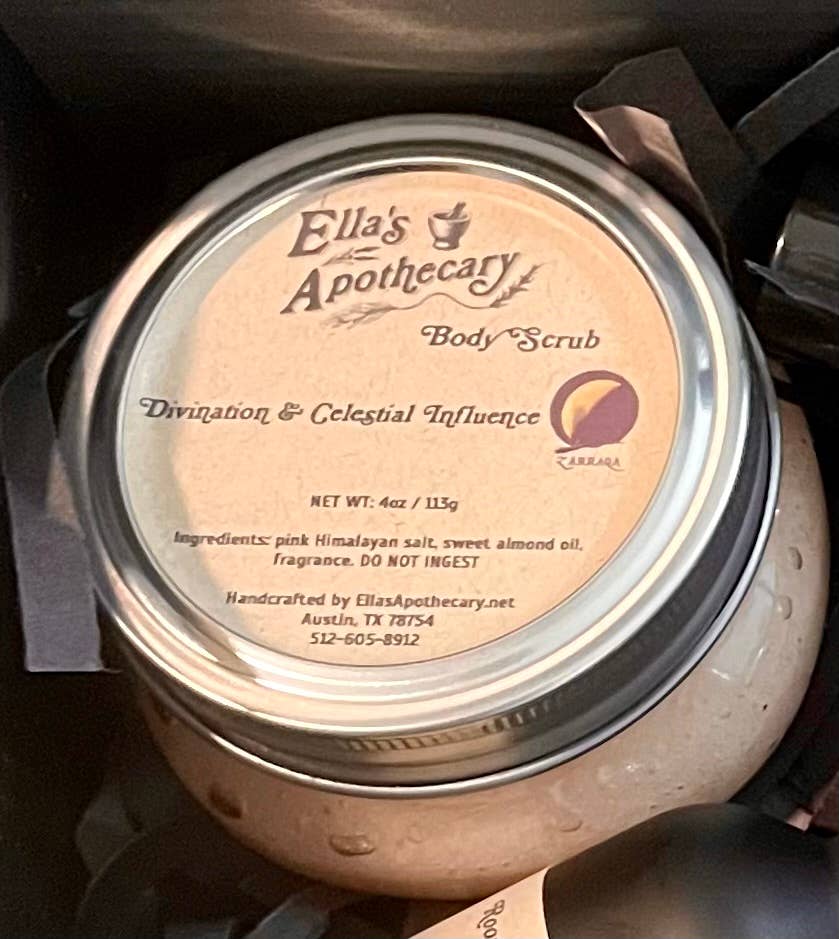 Ella's
Apothecary
Body Scrub
Divination & Celestial Influence
ZARRAQA
NET WT: 4oz / 113g
Ingredients: pink Himalayan salt, sweet almond oil,
fragrance. DO NOT INGEST
Handcrafted by EllasApothecary.net
Austin, TX 78754
512-605-8912